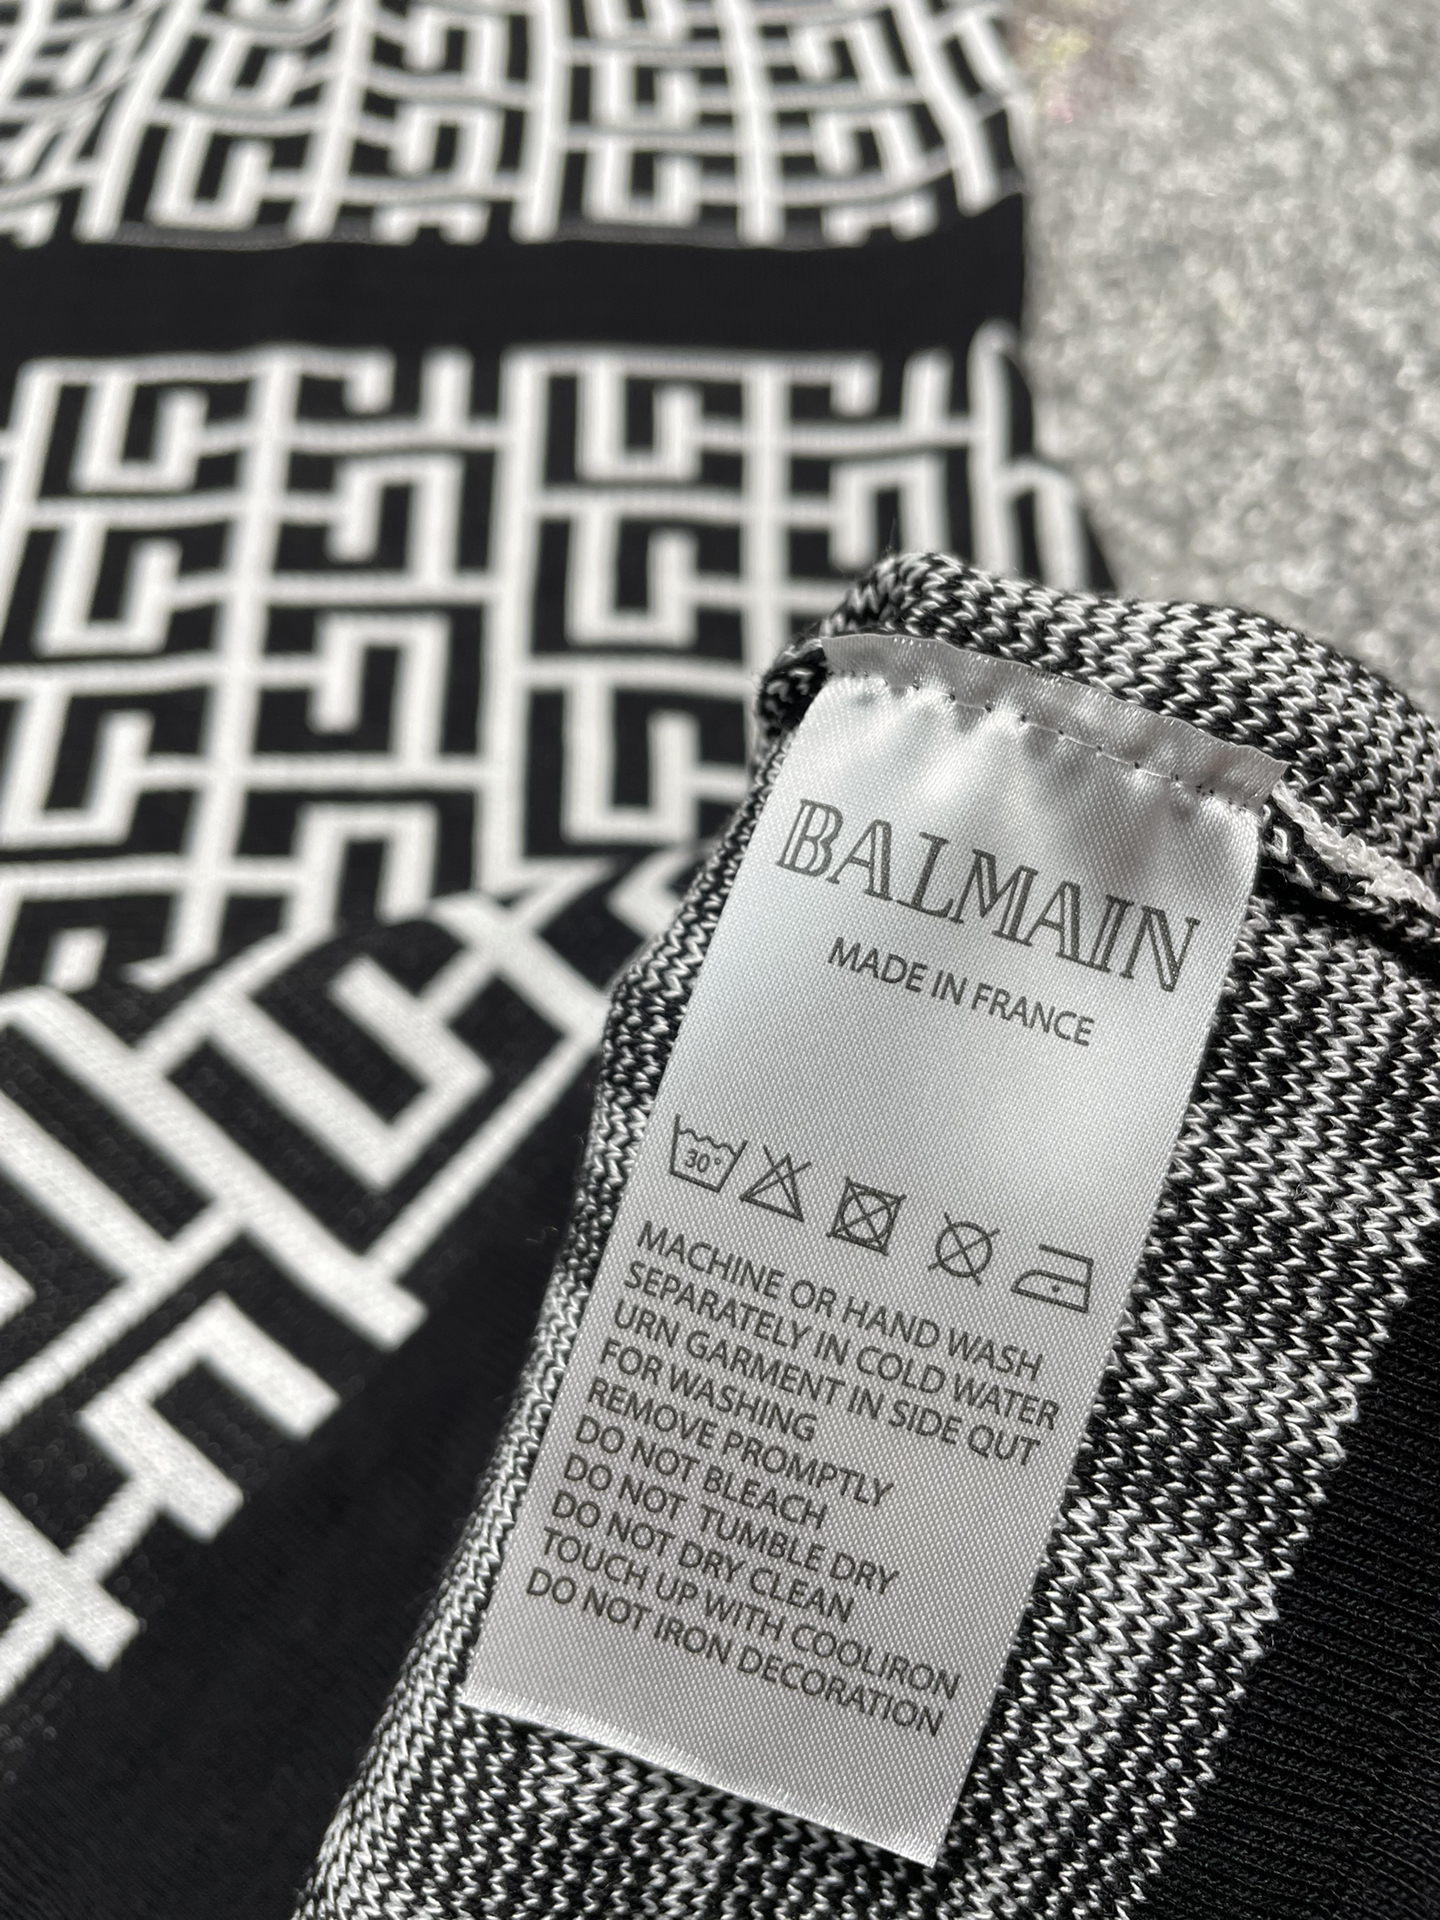 BALMAIN
MADE IN FRANCE
30°
MACHINE OR HAND WASH
SEPARATELY IN COLD WATER
URN GARMENT IN SIDE QUT
FOR WASHING
REMOVE PROMPTLY
DO NOT BLEACH
DO NOT TUMBLE DRY
DO NOT DRY CLEAN
TOUCH UP WITH COOLIRON
DO NOT IRON DECORATION